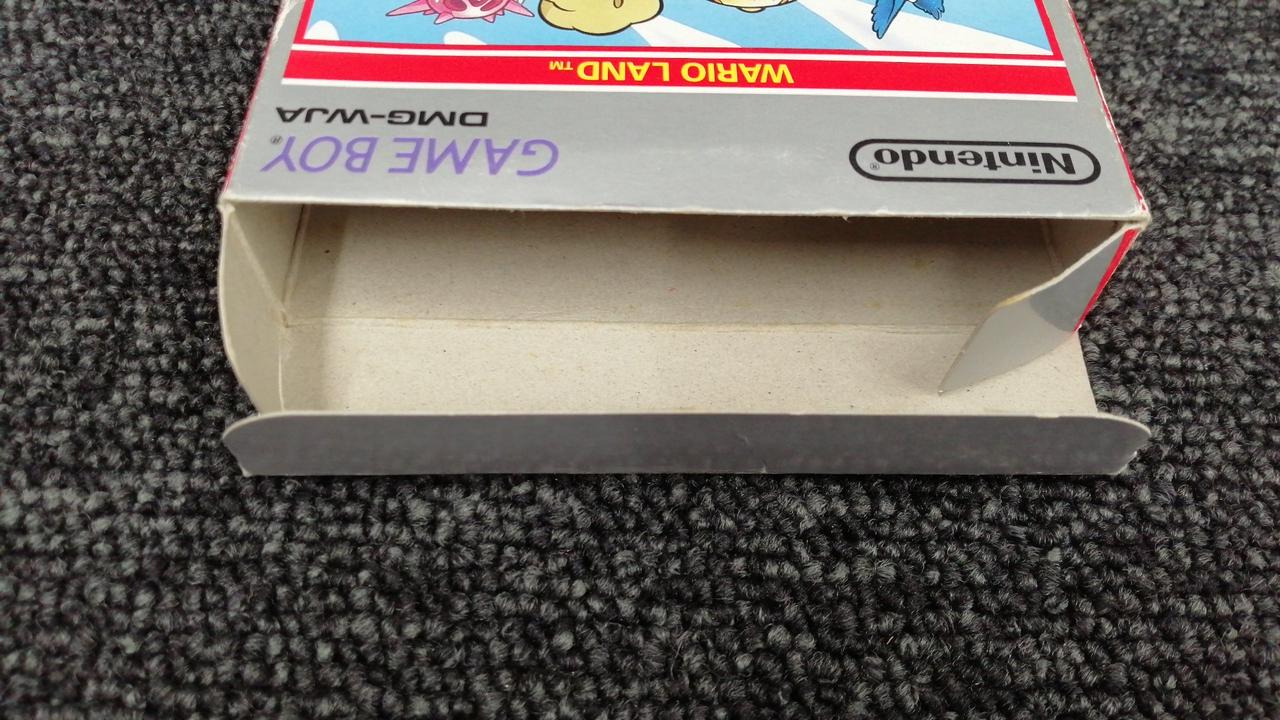 Nintendo®
GAME BOY®
DMG-WJA
WARIO LAND™